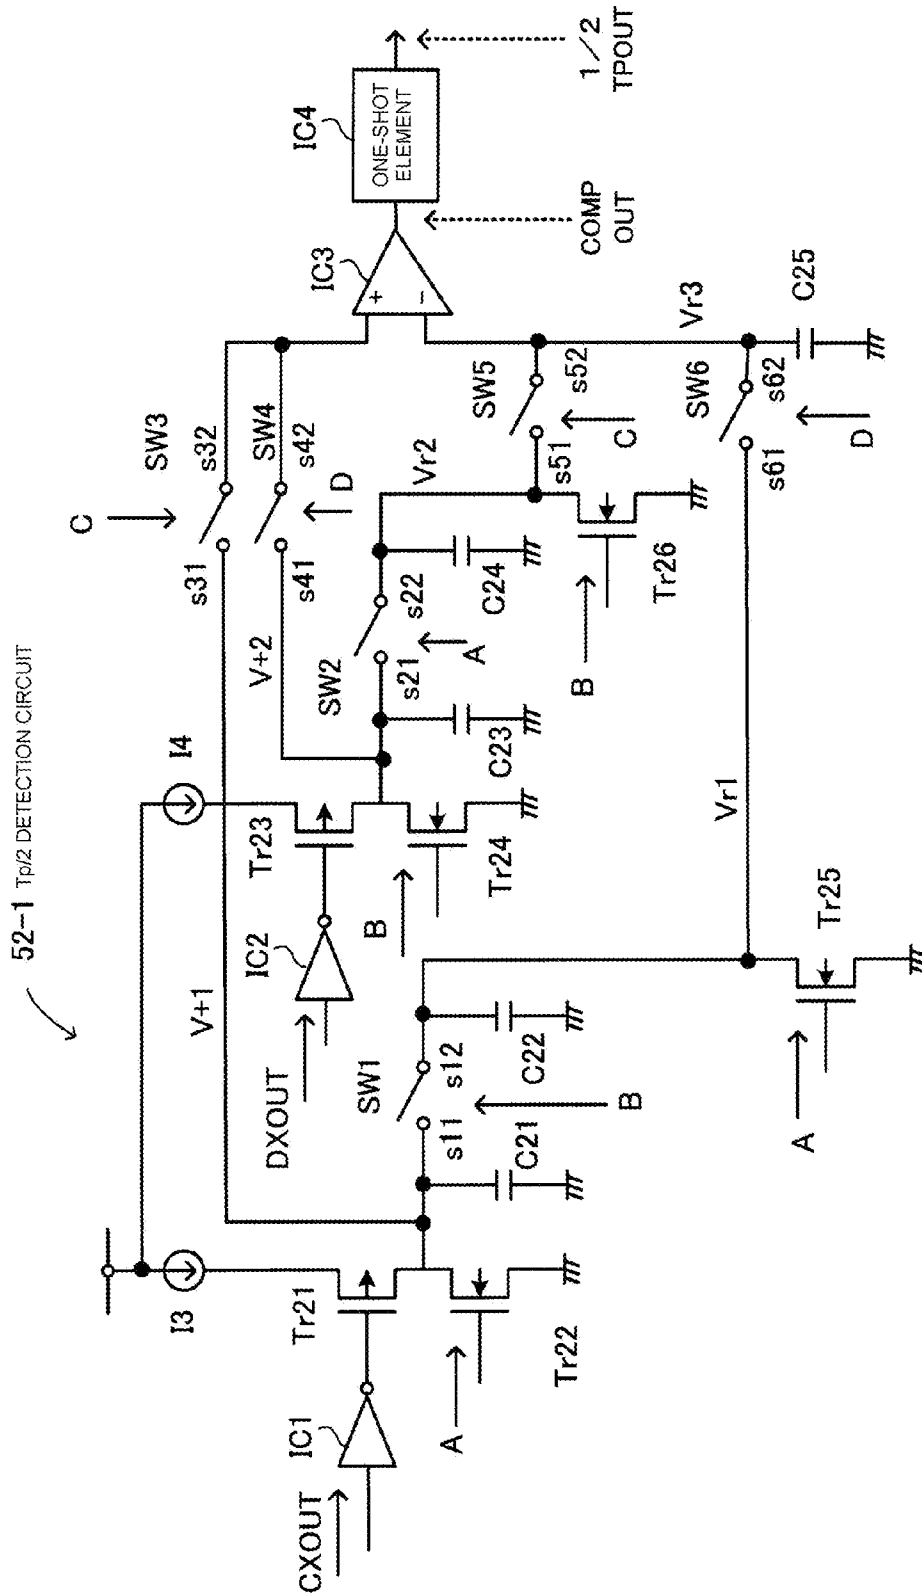 52-1 Tp/2 DETECTION CIRCUIT
I3
I4
CXOUT
IC1
Tr21
A
Tr22
V+1
DXOUT
IC2
Tr23
B
Tr24
V+2
C
SW3
s31
s32
SW4
s41
s42
D
SW1
s11
s12
B
C21
C22
SW2
s21
s22
A
C23
C24
Vr2
B
Tr26
SW5
s51
s52
C
Vr1
A
Tr25
SW6
s61
s62
D
Vr3
C25
IC3
+
−
COMP
OUT
IC4
ONE-SHOT
ELEMENT
1/2
TPOUT